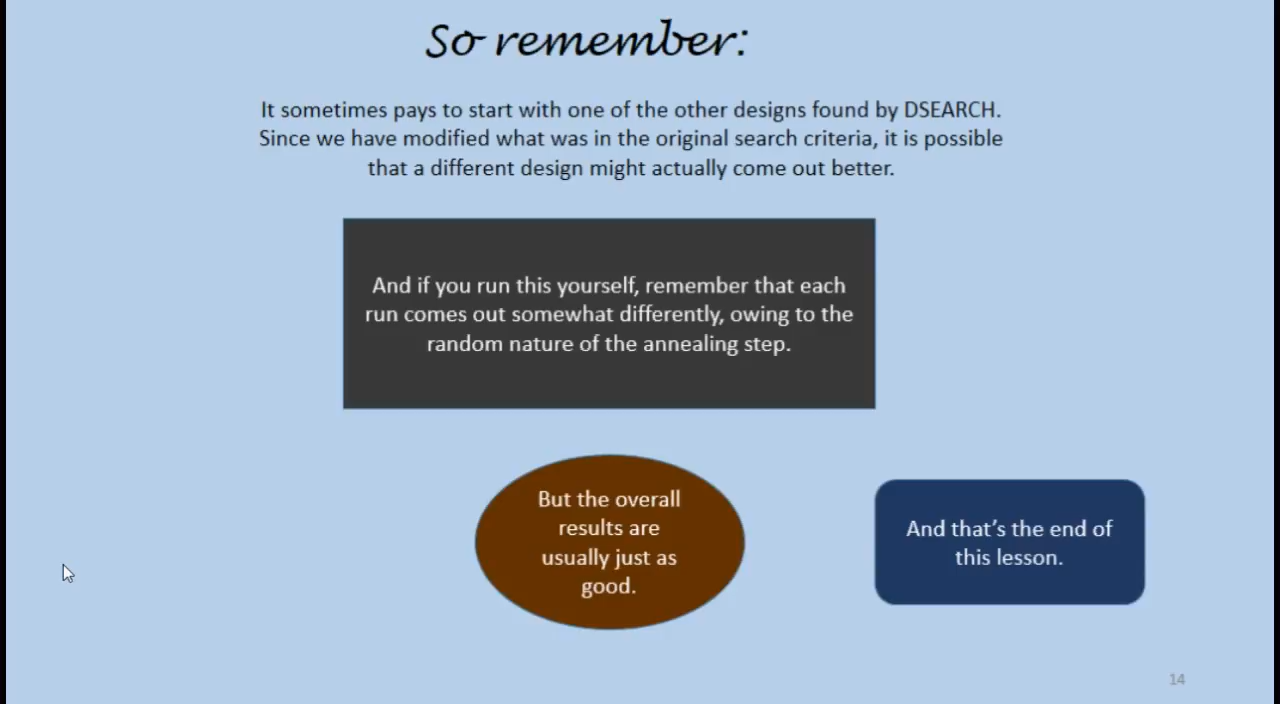 So remember:
It sometimes pays to start with one of the other designs found by DSEARCH.
Since we have modified what was in the original search criteria, it is possible
that a different design might actually come out better.
And if you run this yourself, remember that each
run comes out somewhat differently, owing to the
random nature of the annealing step.
But the overall
results are
usually just as
good.
And that’s the end of
this lesson.
14